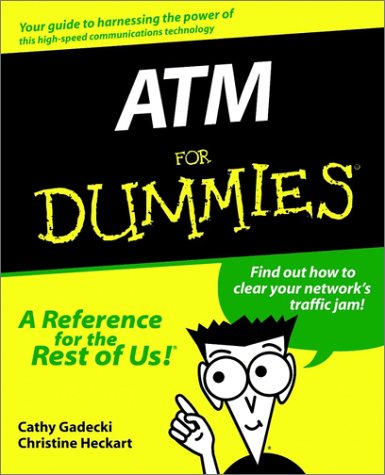 Your guide to harnessing the power of
this high-speed communications technology
ATM
FOR
DUMMIES®
Find out how to
clear your network's
traffic jam!
A Reference
for the
Rest of Us!®
Cathy Gadecki
Christine Heckart